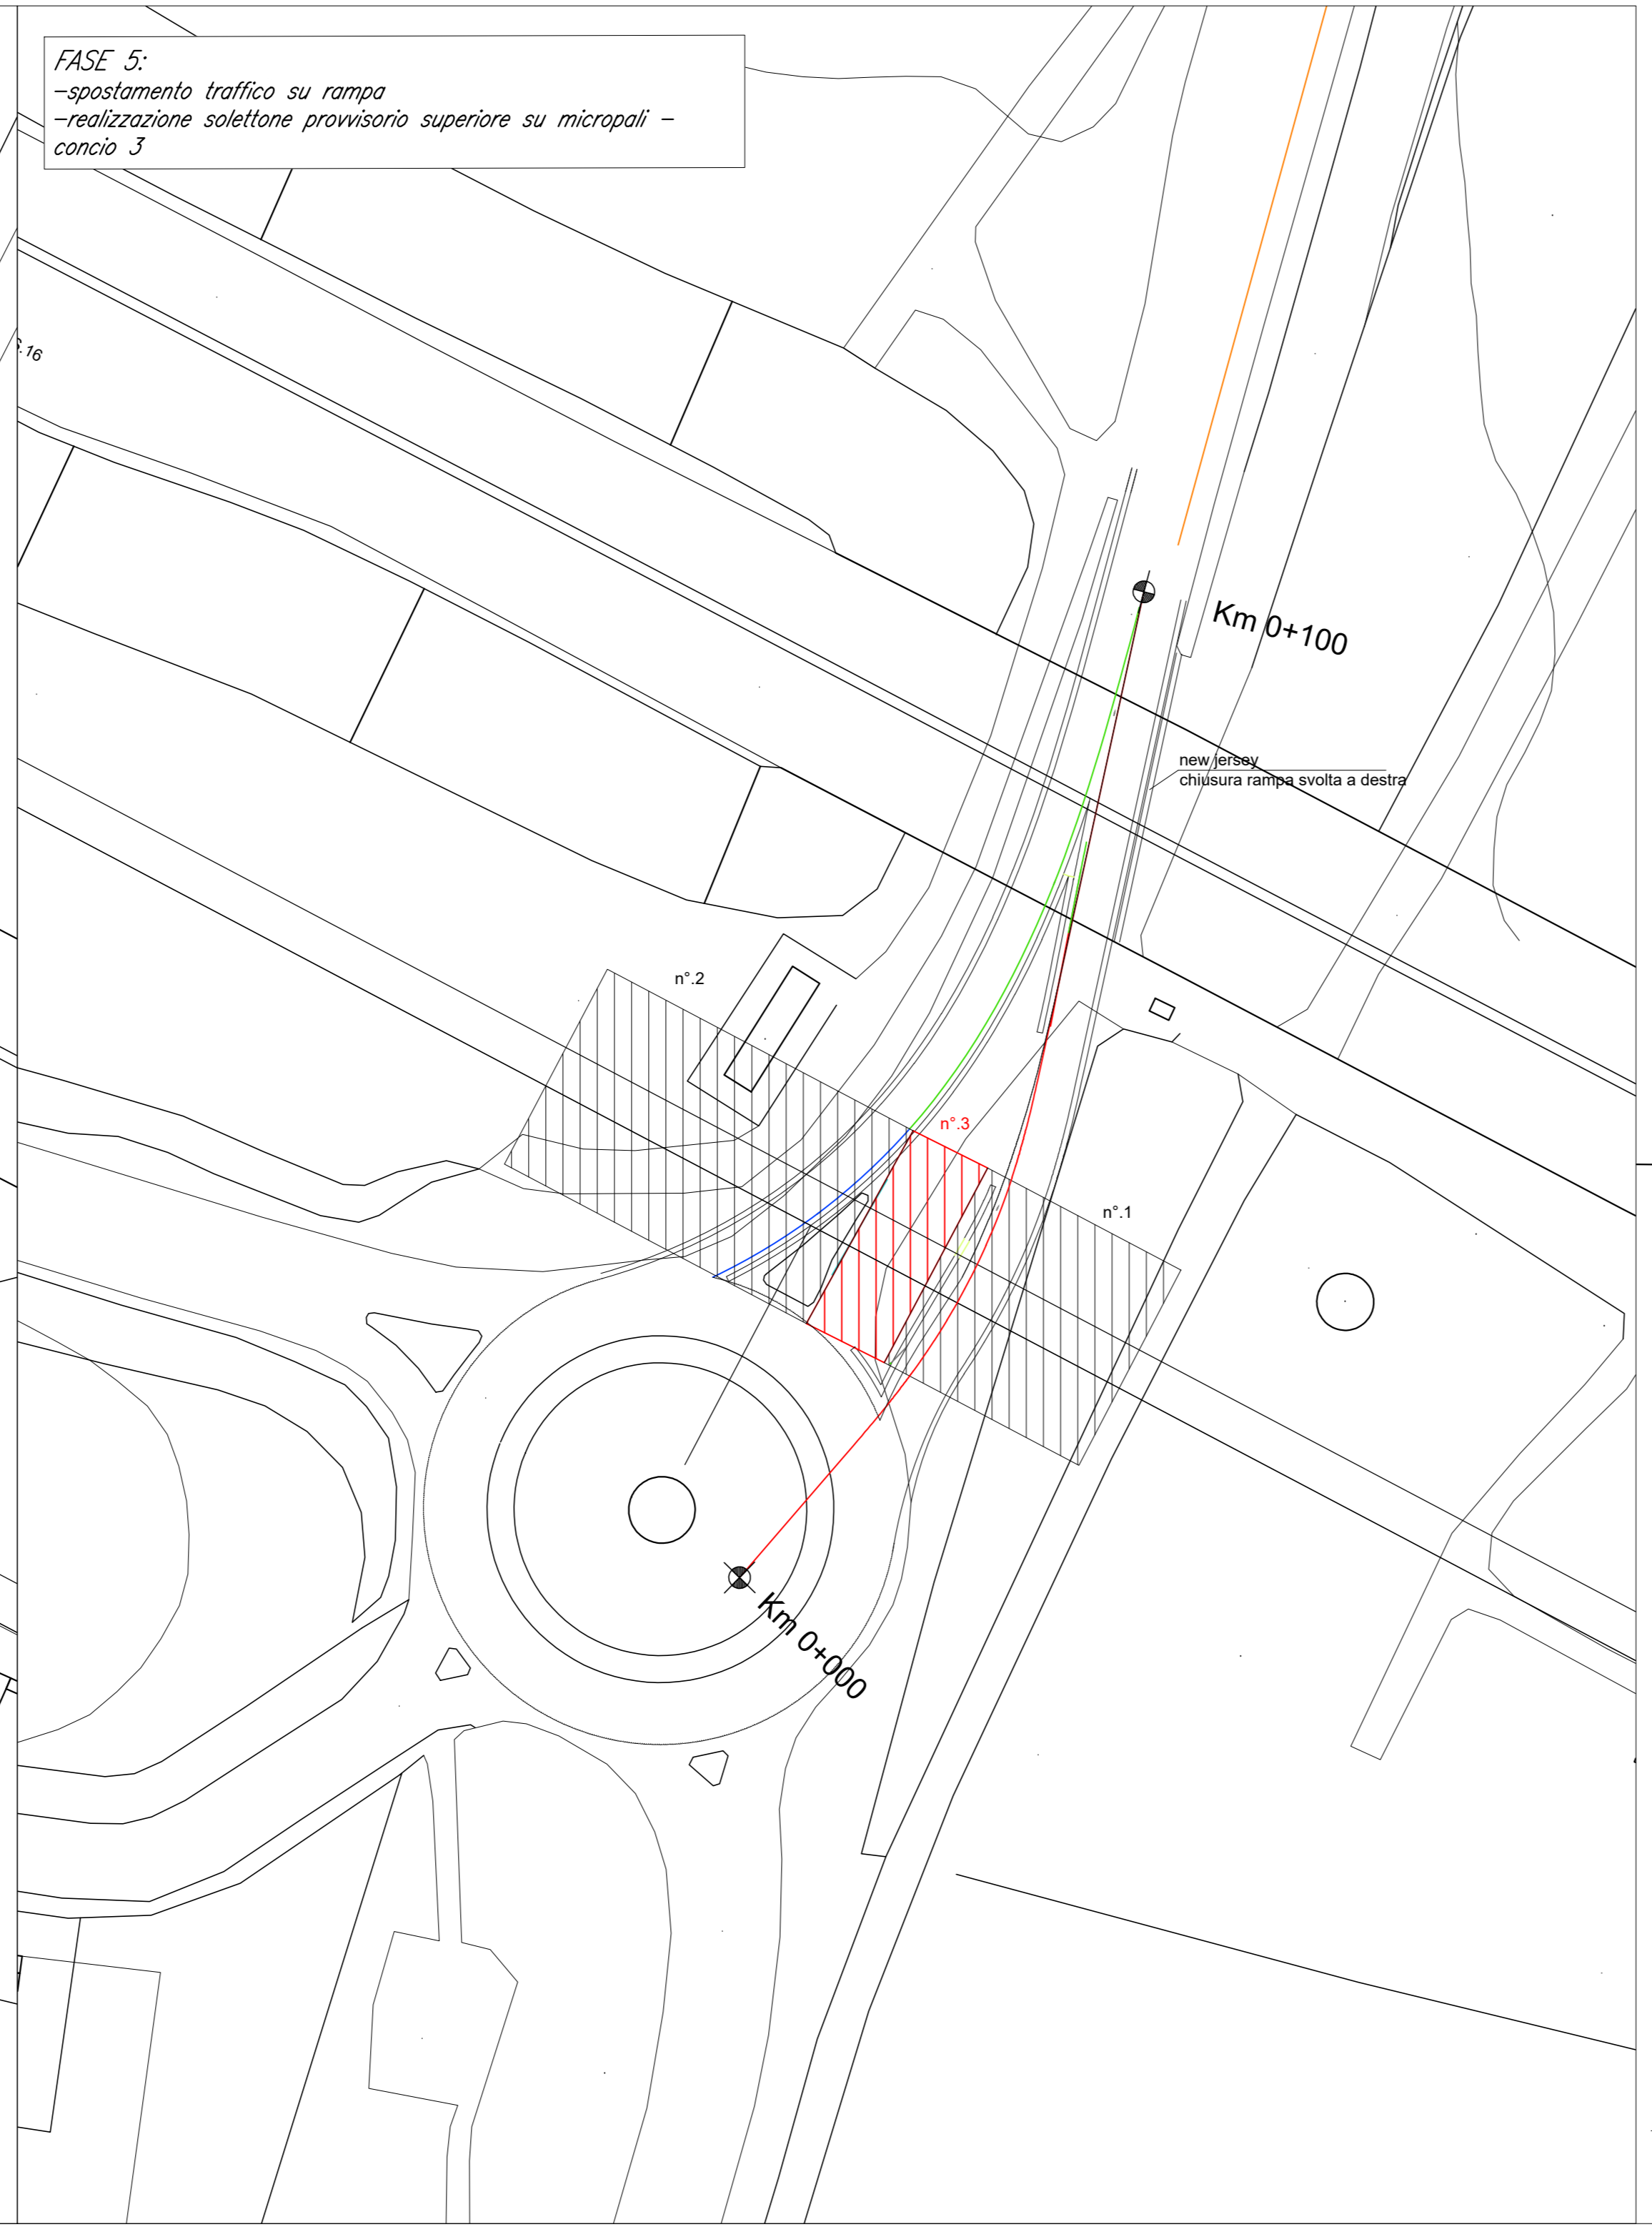 FASE 5:
-spostamento traffico su rampa
-realizzazione solettone provvisorio superiore su micropali -
concio 3
.16
Km 0+100
new jersey
chiusura rampa svolta a destra
n°.2
n°.3
n°.1
Km 0+000